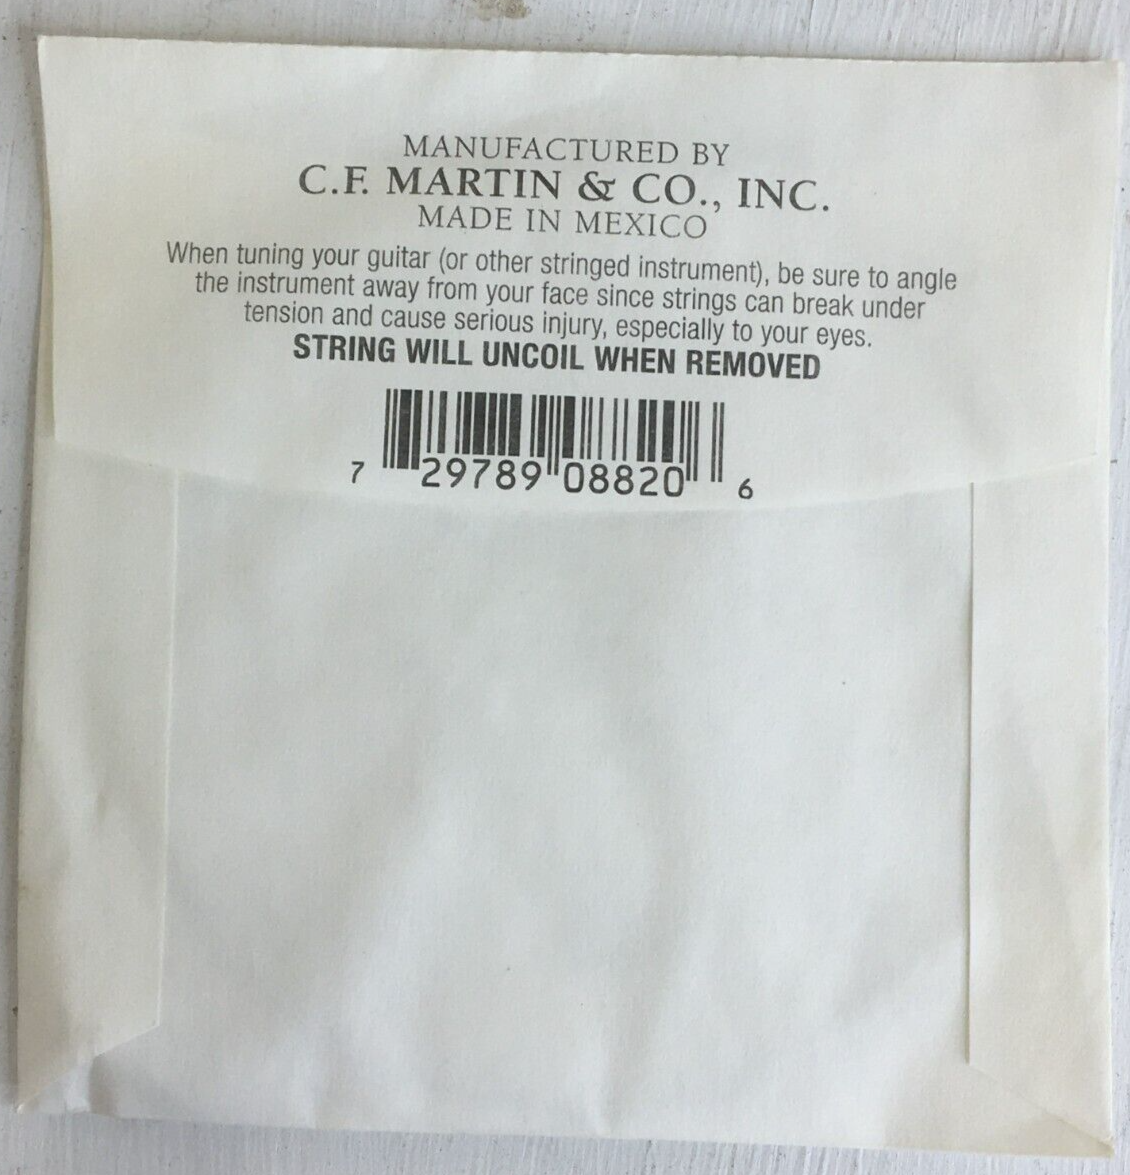 MANUFACTURED BY
C.F. MARTIN & CO., INC.
MADE IN MEXICO
When tuning your guitar (or other stringed instrument), be sure to angle
the instrument away from your face since strings can break under
tension and cause serious injury, especially to your eyes.
STRING WILL UNCOIL WHEN REMOVED
7 29789 08820 6